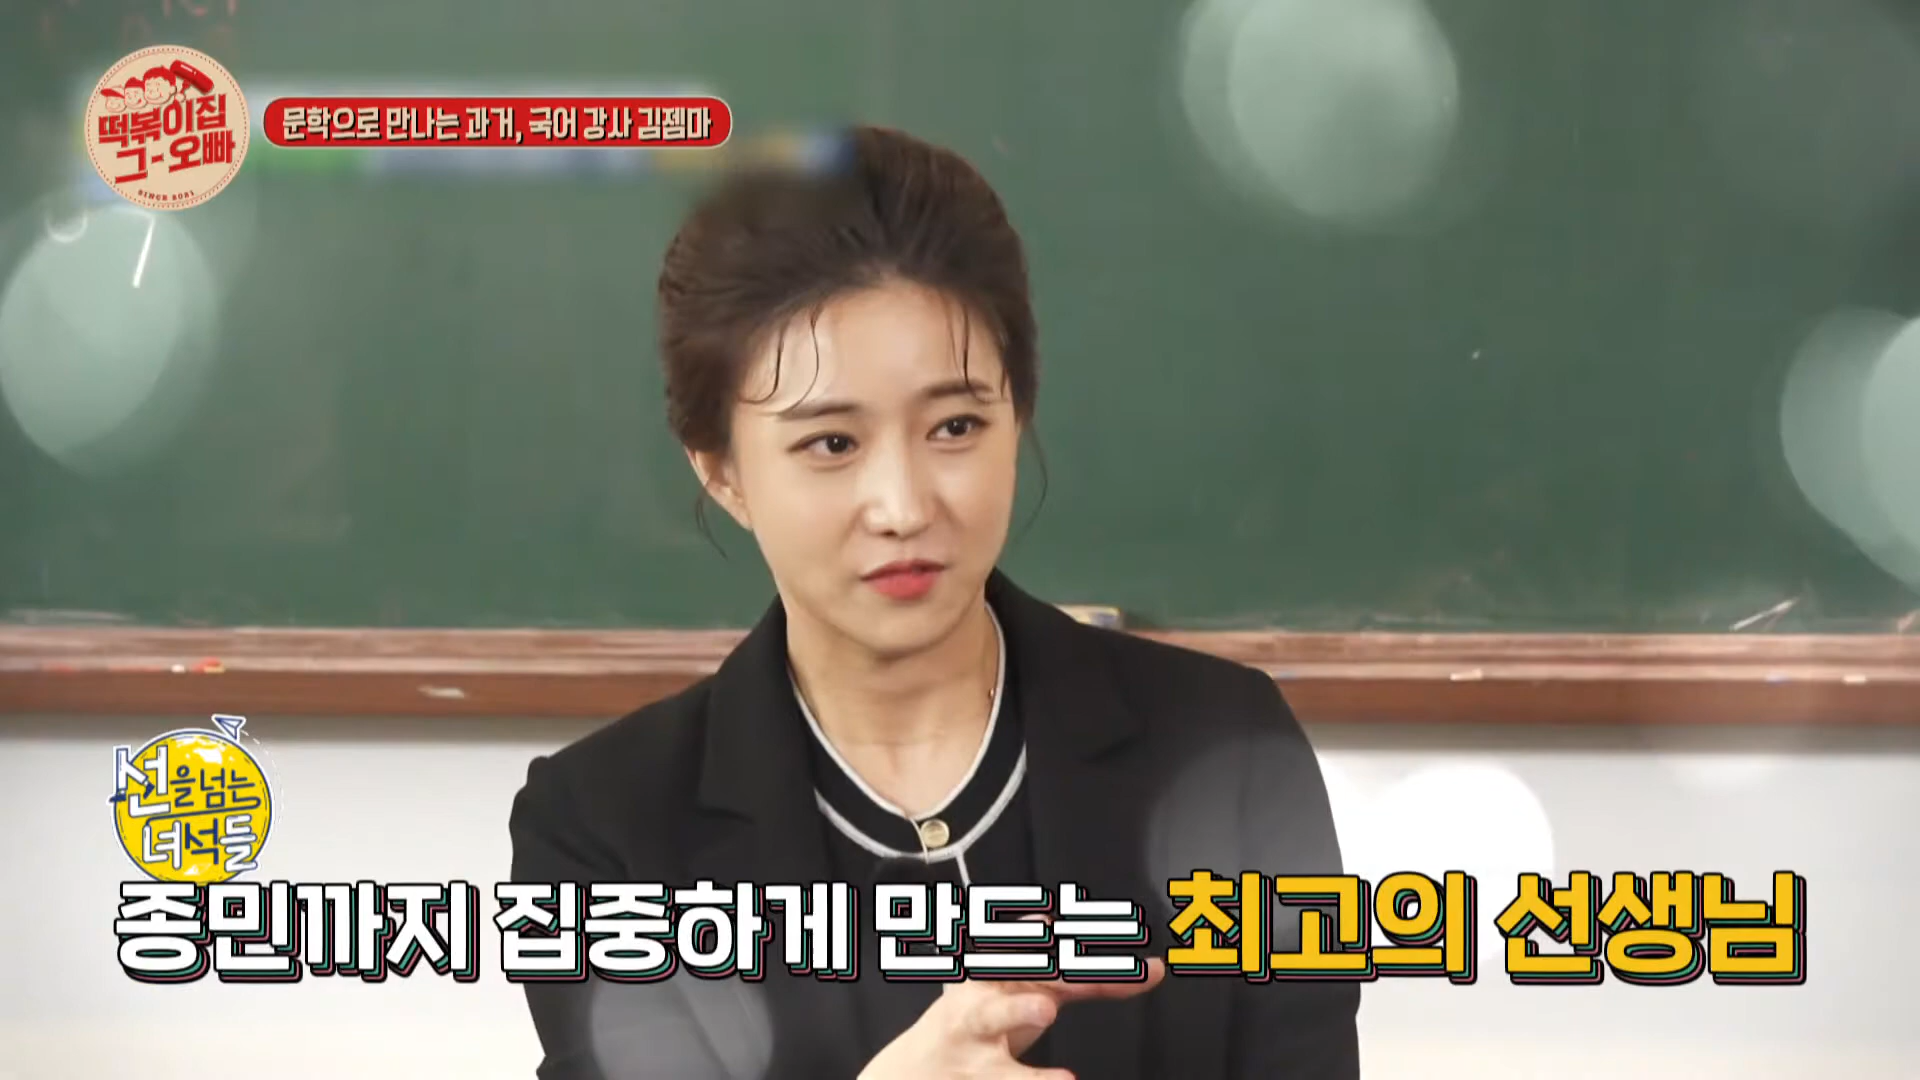 떡볶이집
그-오빠
SINCE 2021
문학으로 만나는 과거, 국어 강사 김젬마
선을넘는
녀석들
종민까지 집중하게 만드는 최고의 선생님